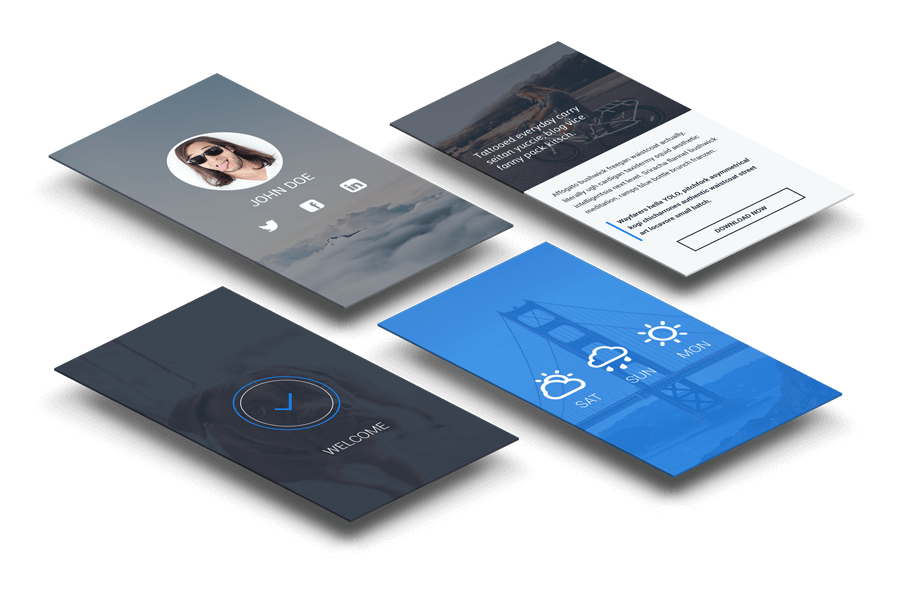 JOHN DOE
in
Tattooed everyday carry
seitan yuccie, blog vice
fanny pack kitsch.
Affogato bushwick freegan waistcoat actually,
literally ugh cardigan taxidermy squid aesthetic
intelligentsia next level. Sriracha flannel bushwick
meditation, ramps blue bottle brunch franzen.
Wayfarers hella YOLO, pitchfork asymmetrical
kogi chicharrones authentic waistcoat street
art locavore small batch.
DOWNLOAD NOW
WELCOME
SAT
SUN
MON